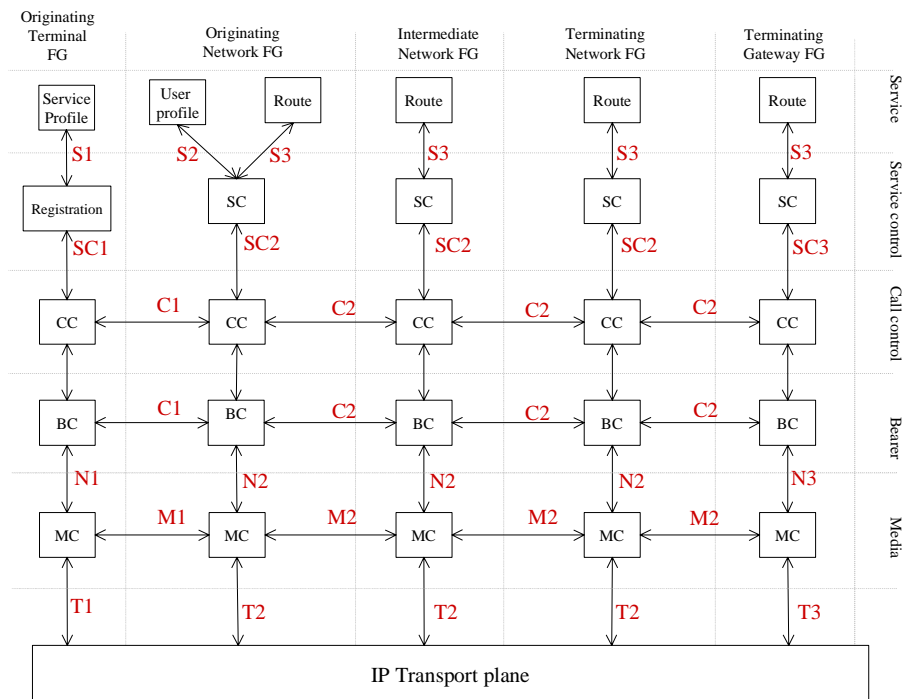 Originating
Terminal
FG
Originating
Network FG
Intermediate
Network FG
Terminating
Network FG
Terminating
Gateway FG
Service
Service
Profile
User
profile
Route
Route
Route
Route
S1
S2
S3
S3
S3
S3
Service control
Registration
SC
SC
SC
SC
SC1
SC2
SC2
SC2
SC3
Call control
C1
C2
C2
C2
CC
CC
CC
CC
CC
Bearer
C1
C2
C2
C2
BC
BC
BC
BC
BC
N1
N2
N2
N2
N3
Media
M1
M2
M2
M2
MC
MC
MC
MC
MC
T1
T2
T2
T2
T3
IP Transport plane